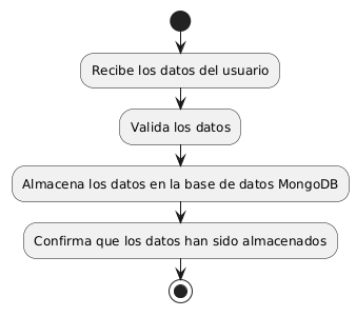 Recibe los datos del usuario
Valida los datos
Almacena los datos en la base de datos MongoDB
Confirma que los datos han sido almacenados